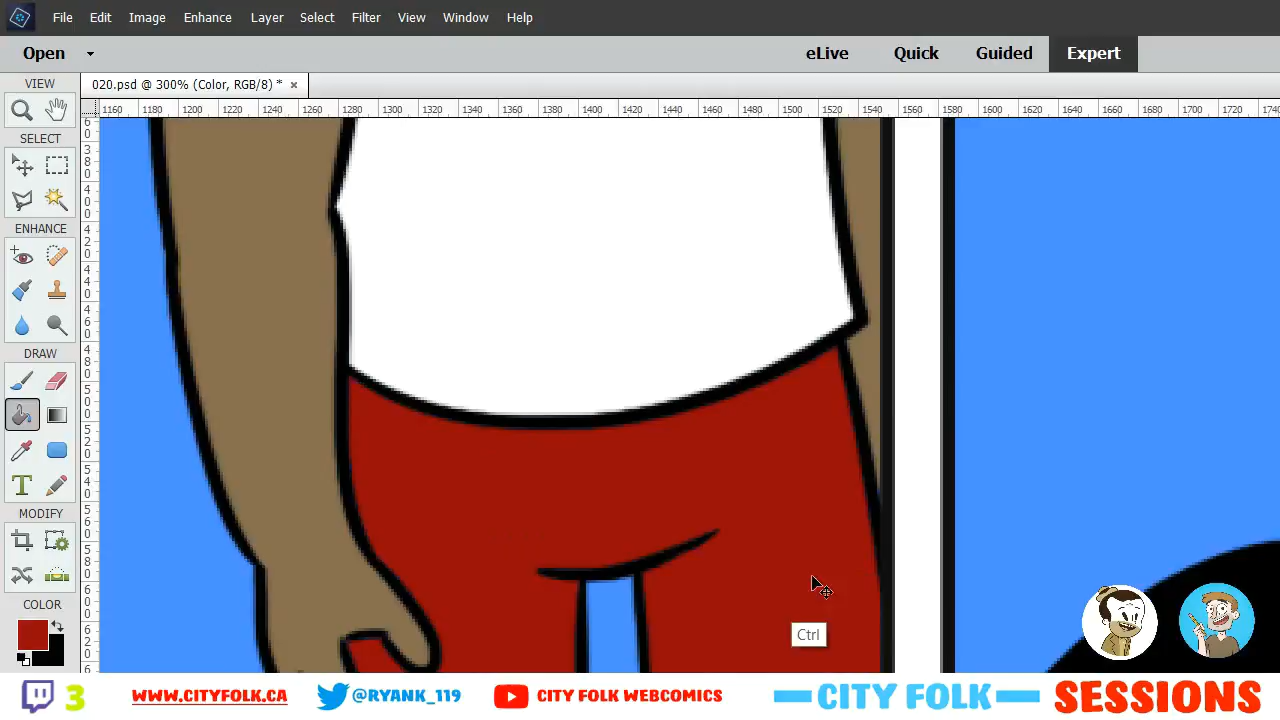 File Edit Image Enhance Layer Select Filter View Window Help
Open eLive Quick Guided Expert
VIEW
020.psd @ 300% (Color, RGB/8) * ×
1160 1180 1200 1220 1240 1260 1280 1300 1320 1340 1360 1380 1400 1420 1440 1460 1480 1500 1520 1540 1560 1580 1600 1620 1640 1660 1680 1700 1720 1740
SELECT
ENHANCE
DRAW
MODIFY
COLOR
Ctrl
3 WWW.CITYFOLK.CA @RYANK_119 CITY FOLK WEBCOMICS CITY FOLK SESSIONS